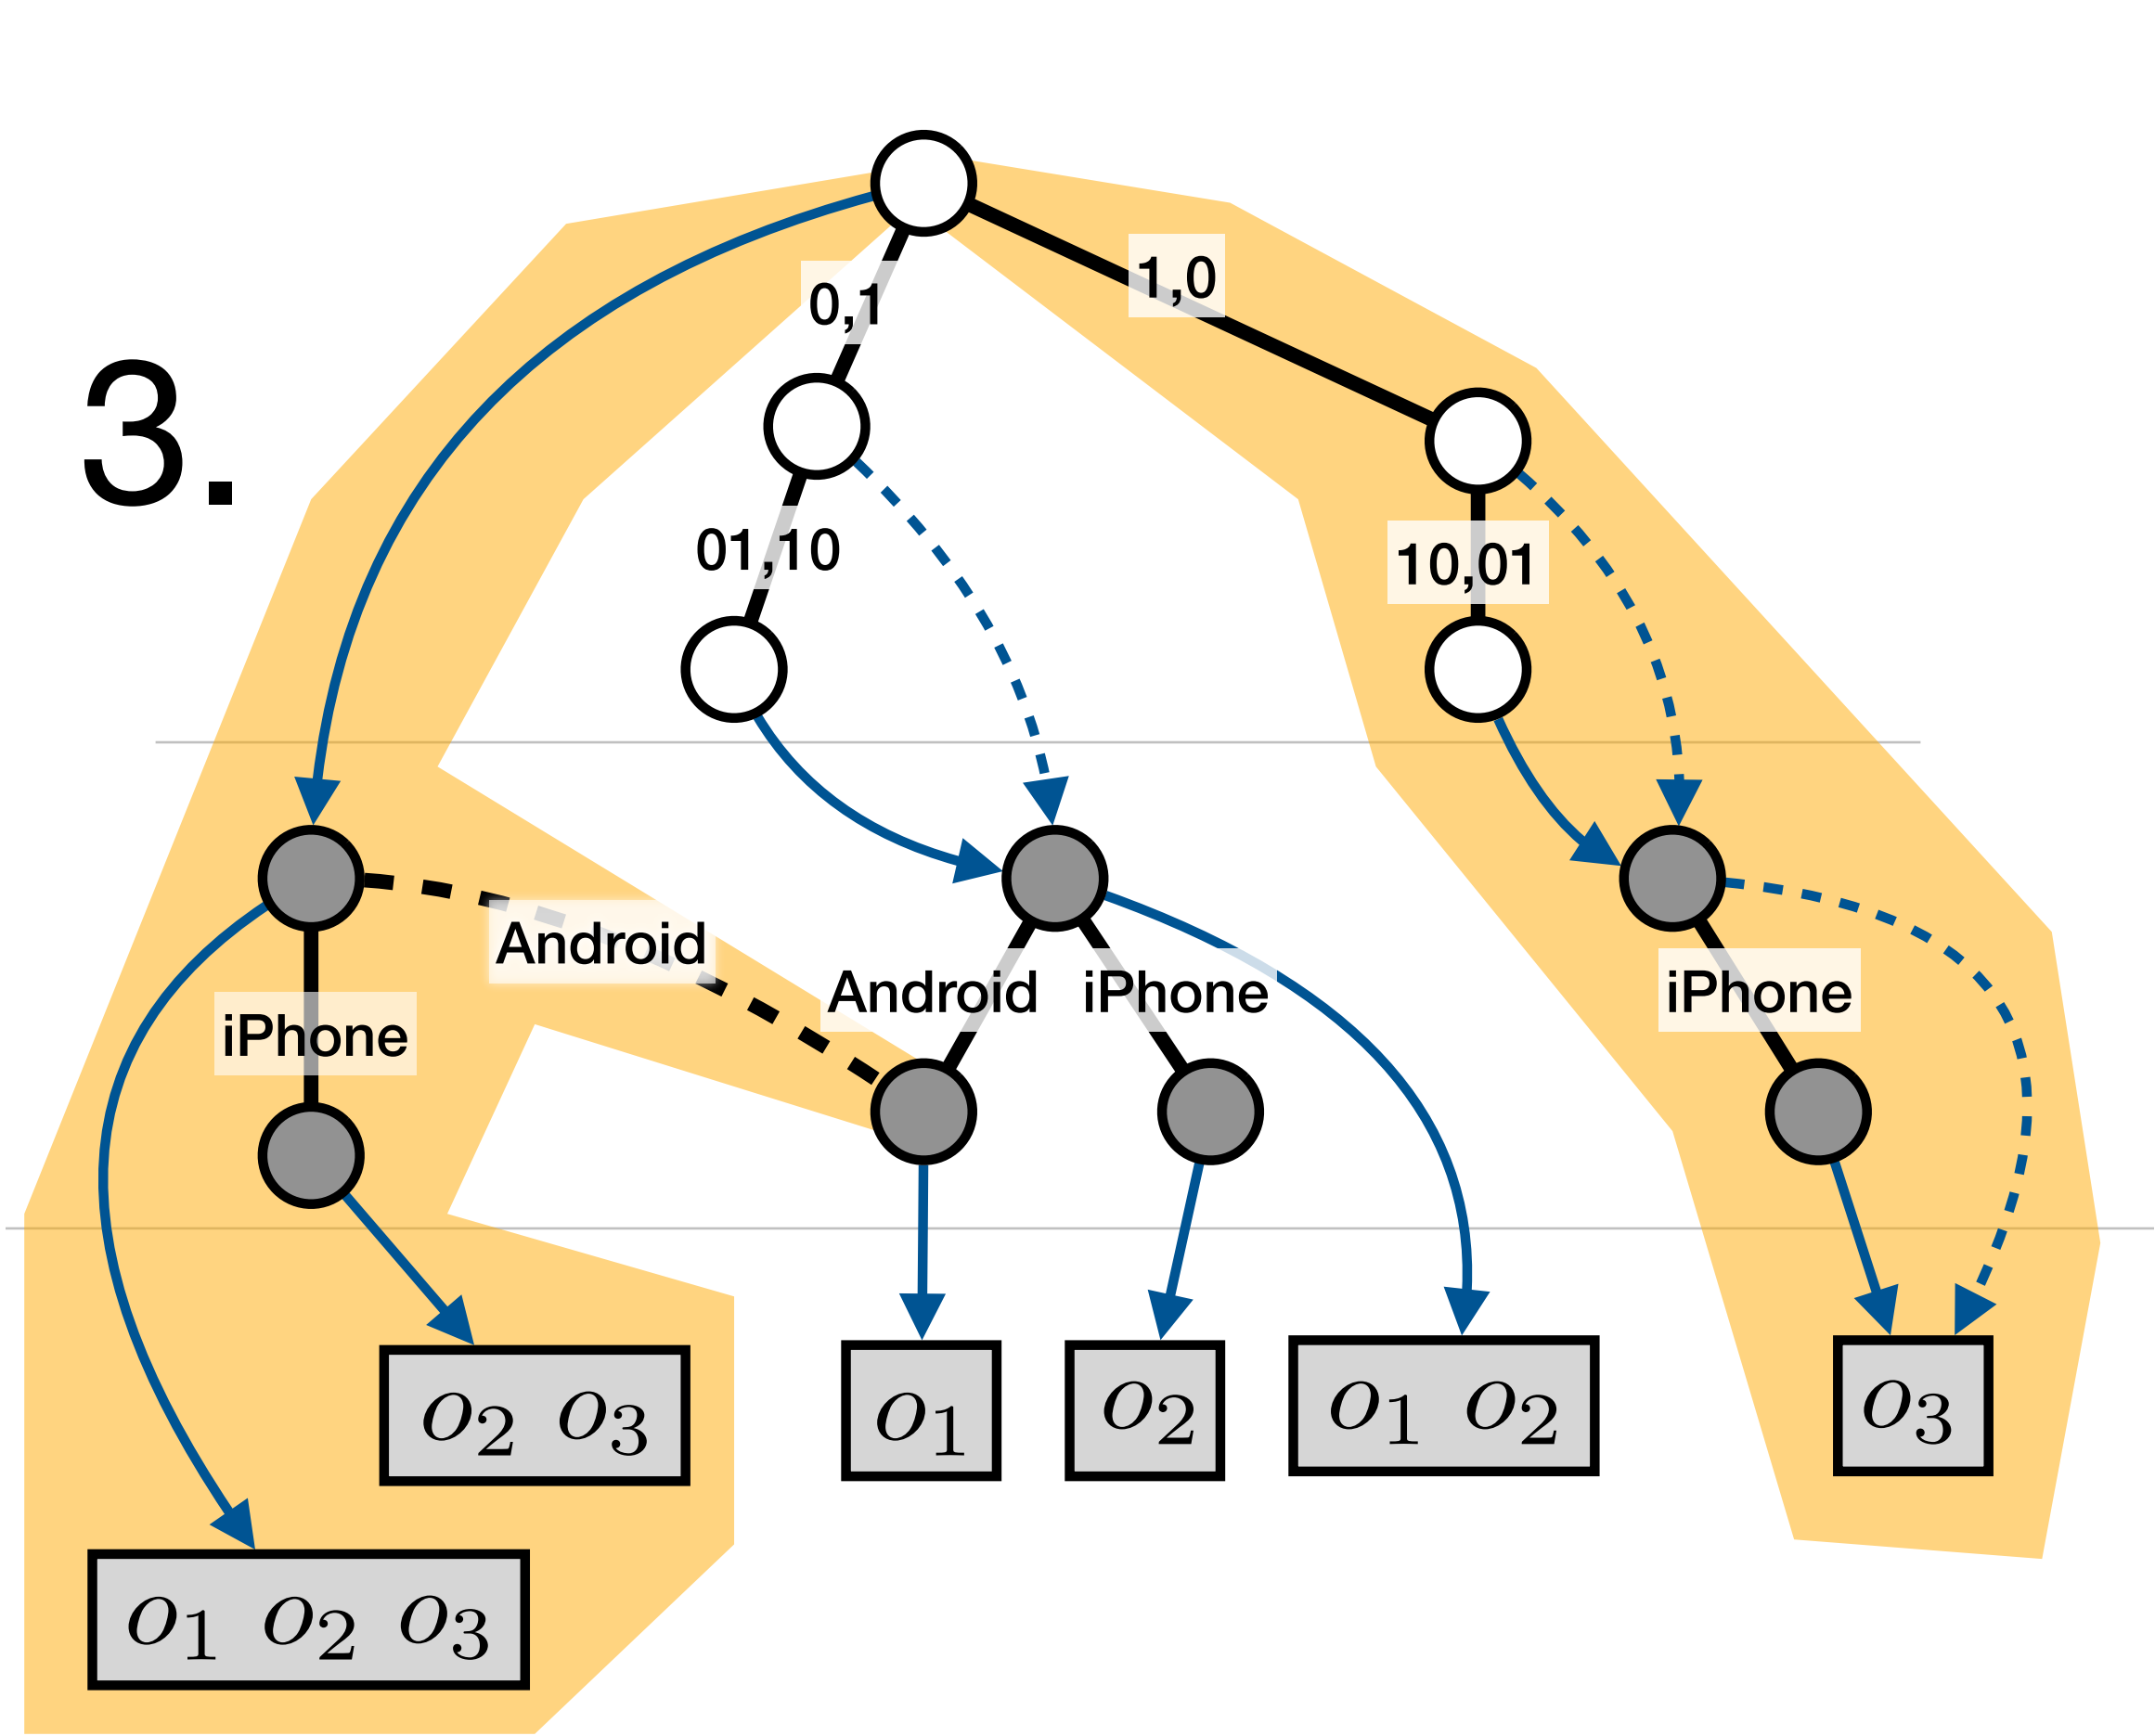 1,0
0,1
3.
01,10
10,01
Android
Android
iPhone
iPhone
iPhone
o₂ o₃
o₁
o₂
o₁ o₂
o₃
o₁ o₂ o₃